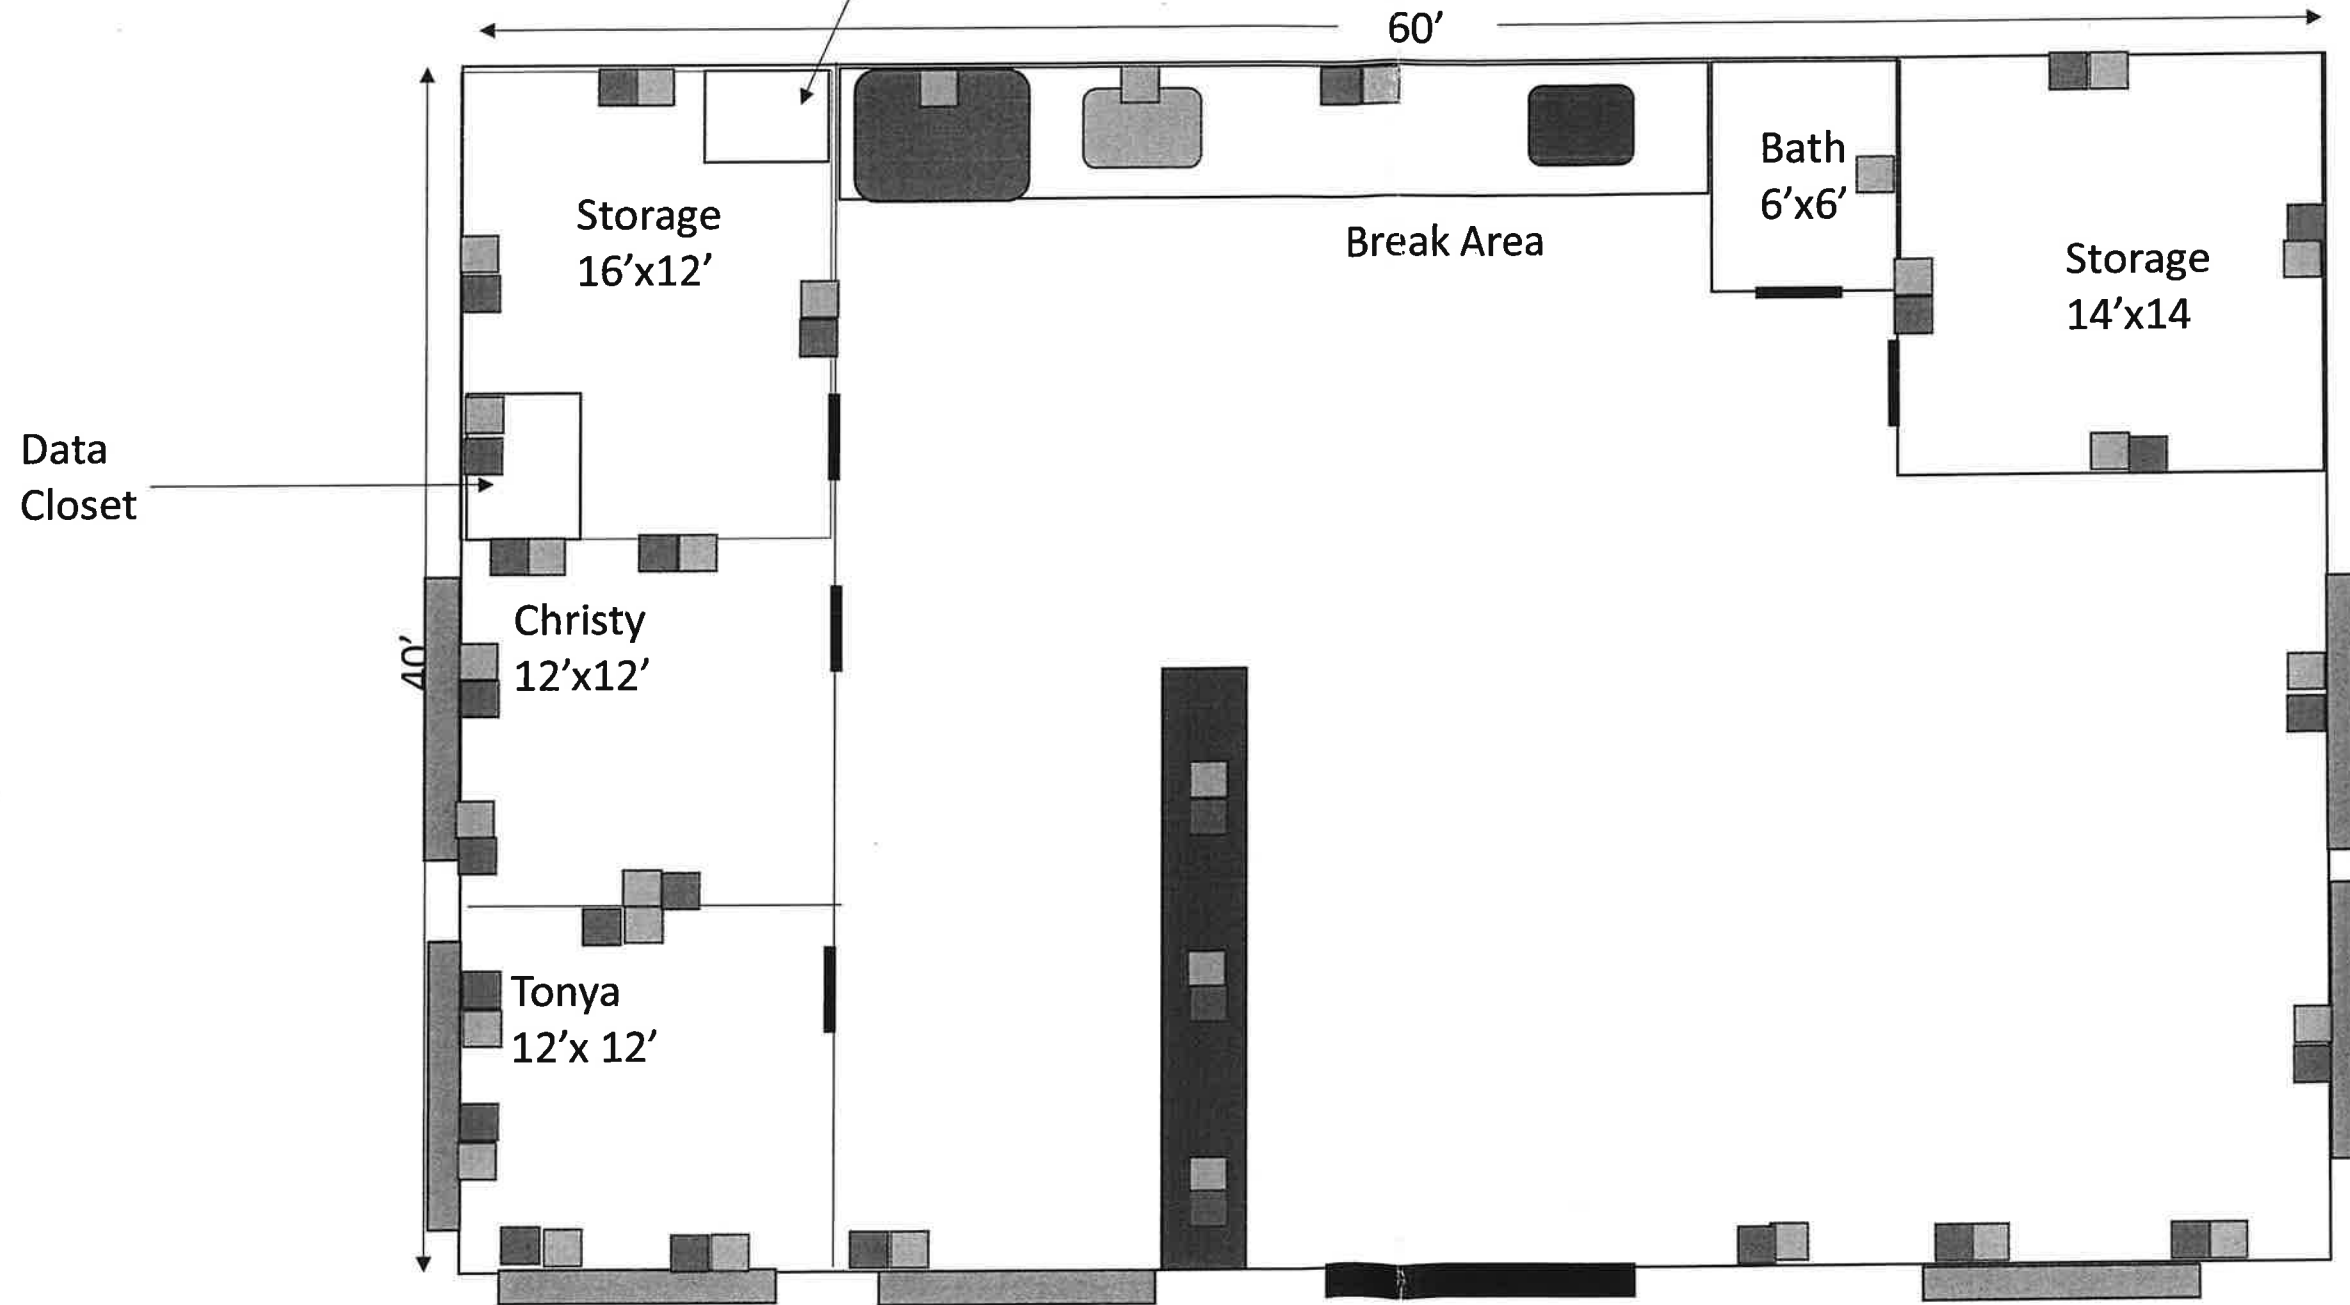 60’
Storage
16’x12’
Break Area
Bath
6’x6’
Storage
14’x14
Data
Closet
Christy
12’x12’
40’
Tonya
12’x 12’